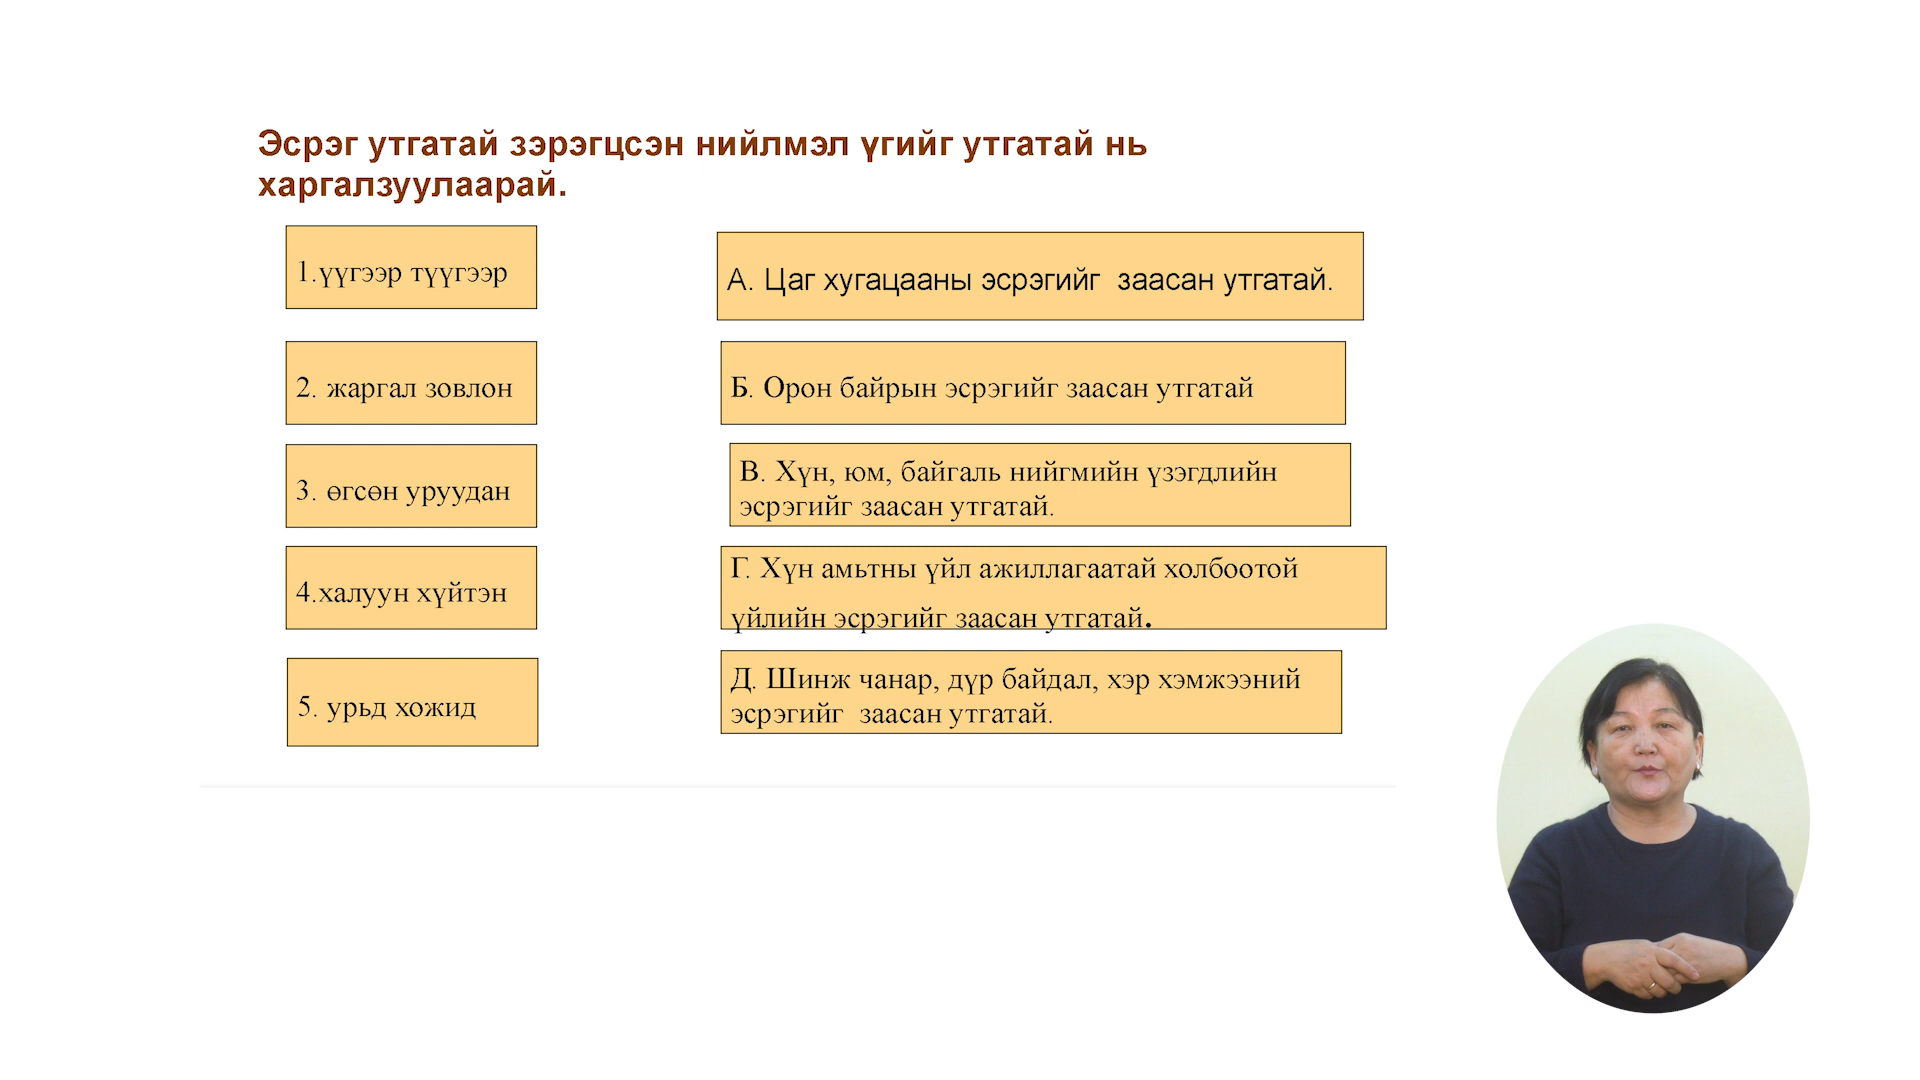 Эсрэг утгатай зэрэгцсэн нийлмэл үгийг утгатай нь
харгалзуулаарай.
1.үүгээр түүгээр
А. Цаг хугацааны эсрэгийг  заасан утгатай.
2. жаргал зовлон
Б. Орон байрын эсрэгийг заасан утгатай
3. өгсөн уруудан
В. Хүн, юм, байгаль нийгмийн үзэгдлийн
эсрэгийг заасан утгатай.
4.халуун хүйтэн
Г. Хүн амьтны үйл ажиллагаатай холбоотой
үйлийн эсрэгийг заасан утгатай.
5. урьд хожид
Д. Шинж чанар, дүр байдал, хэр хэмжээний
эсрэгийг  заасан утгатай.